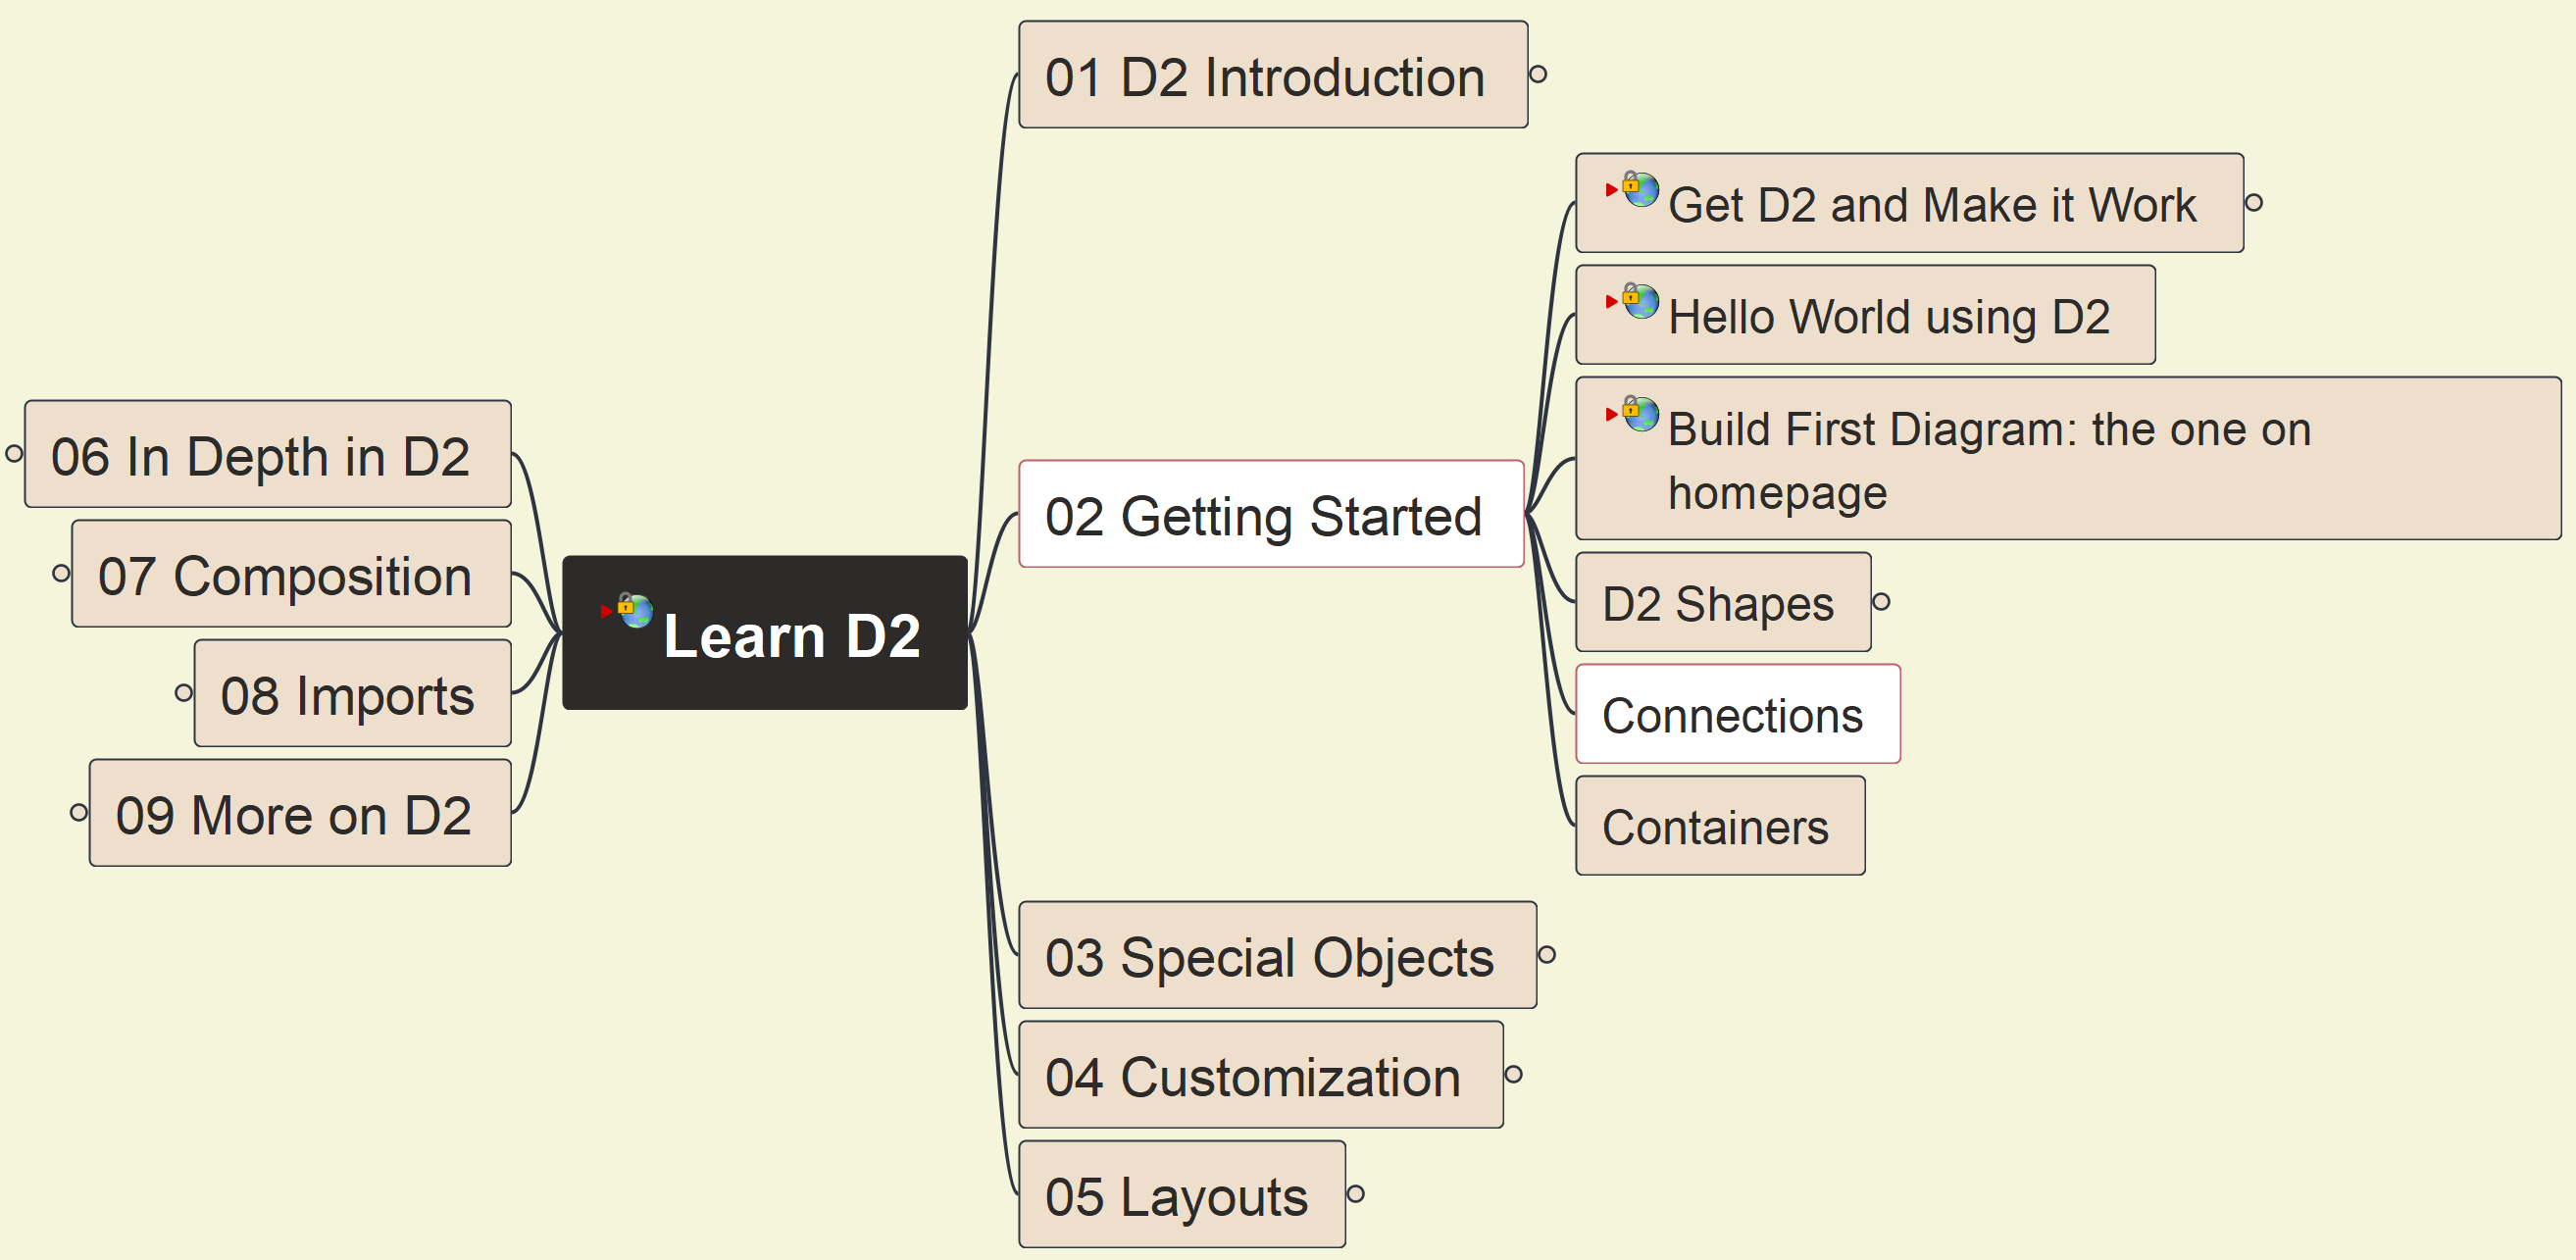 01 D2 Introduction
Get D2 and Make it Work
Hello World using D2
Build First Diagram: the one on
homepage
02 Getting Started
D2 Shapes
Connections
Containers
03 Special Objects
04 Customization
05 Layouts
Learn D2
06 In Depth in D2
07 Composition
08 Imports
09 More on D2